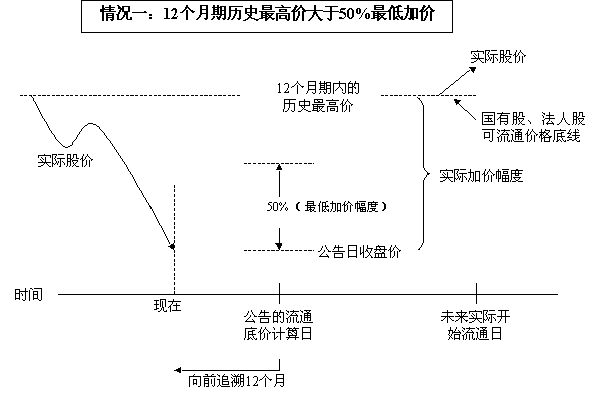 情况一：12个月期历史最高价大于50%最低加价
实际股价
12个月期内的
历史最高价
国有股、法人股
可流通价格底线
实际股价
实际加价幅度
50%（最低加价幅度）
公告日收盘价
时间
现在
公告的流通
底价计算日
未来实际开
始流通日
向前追溯12个月